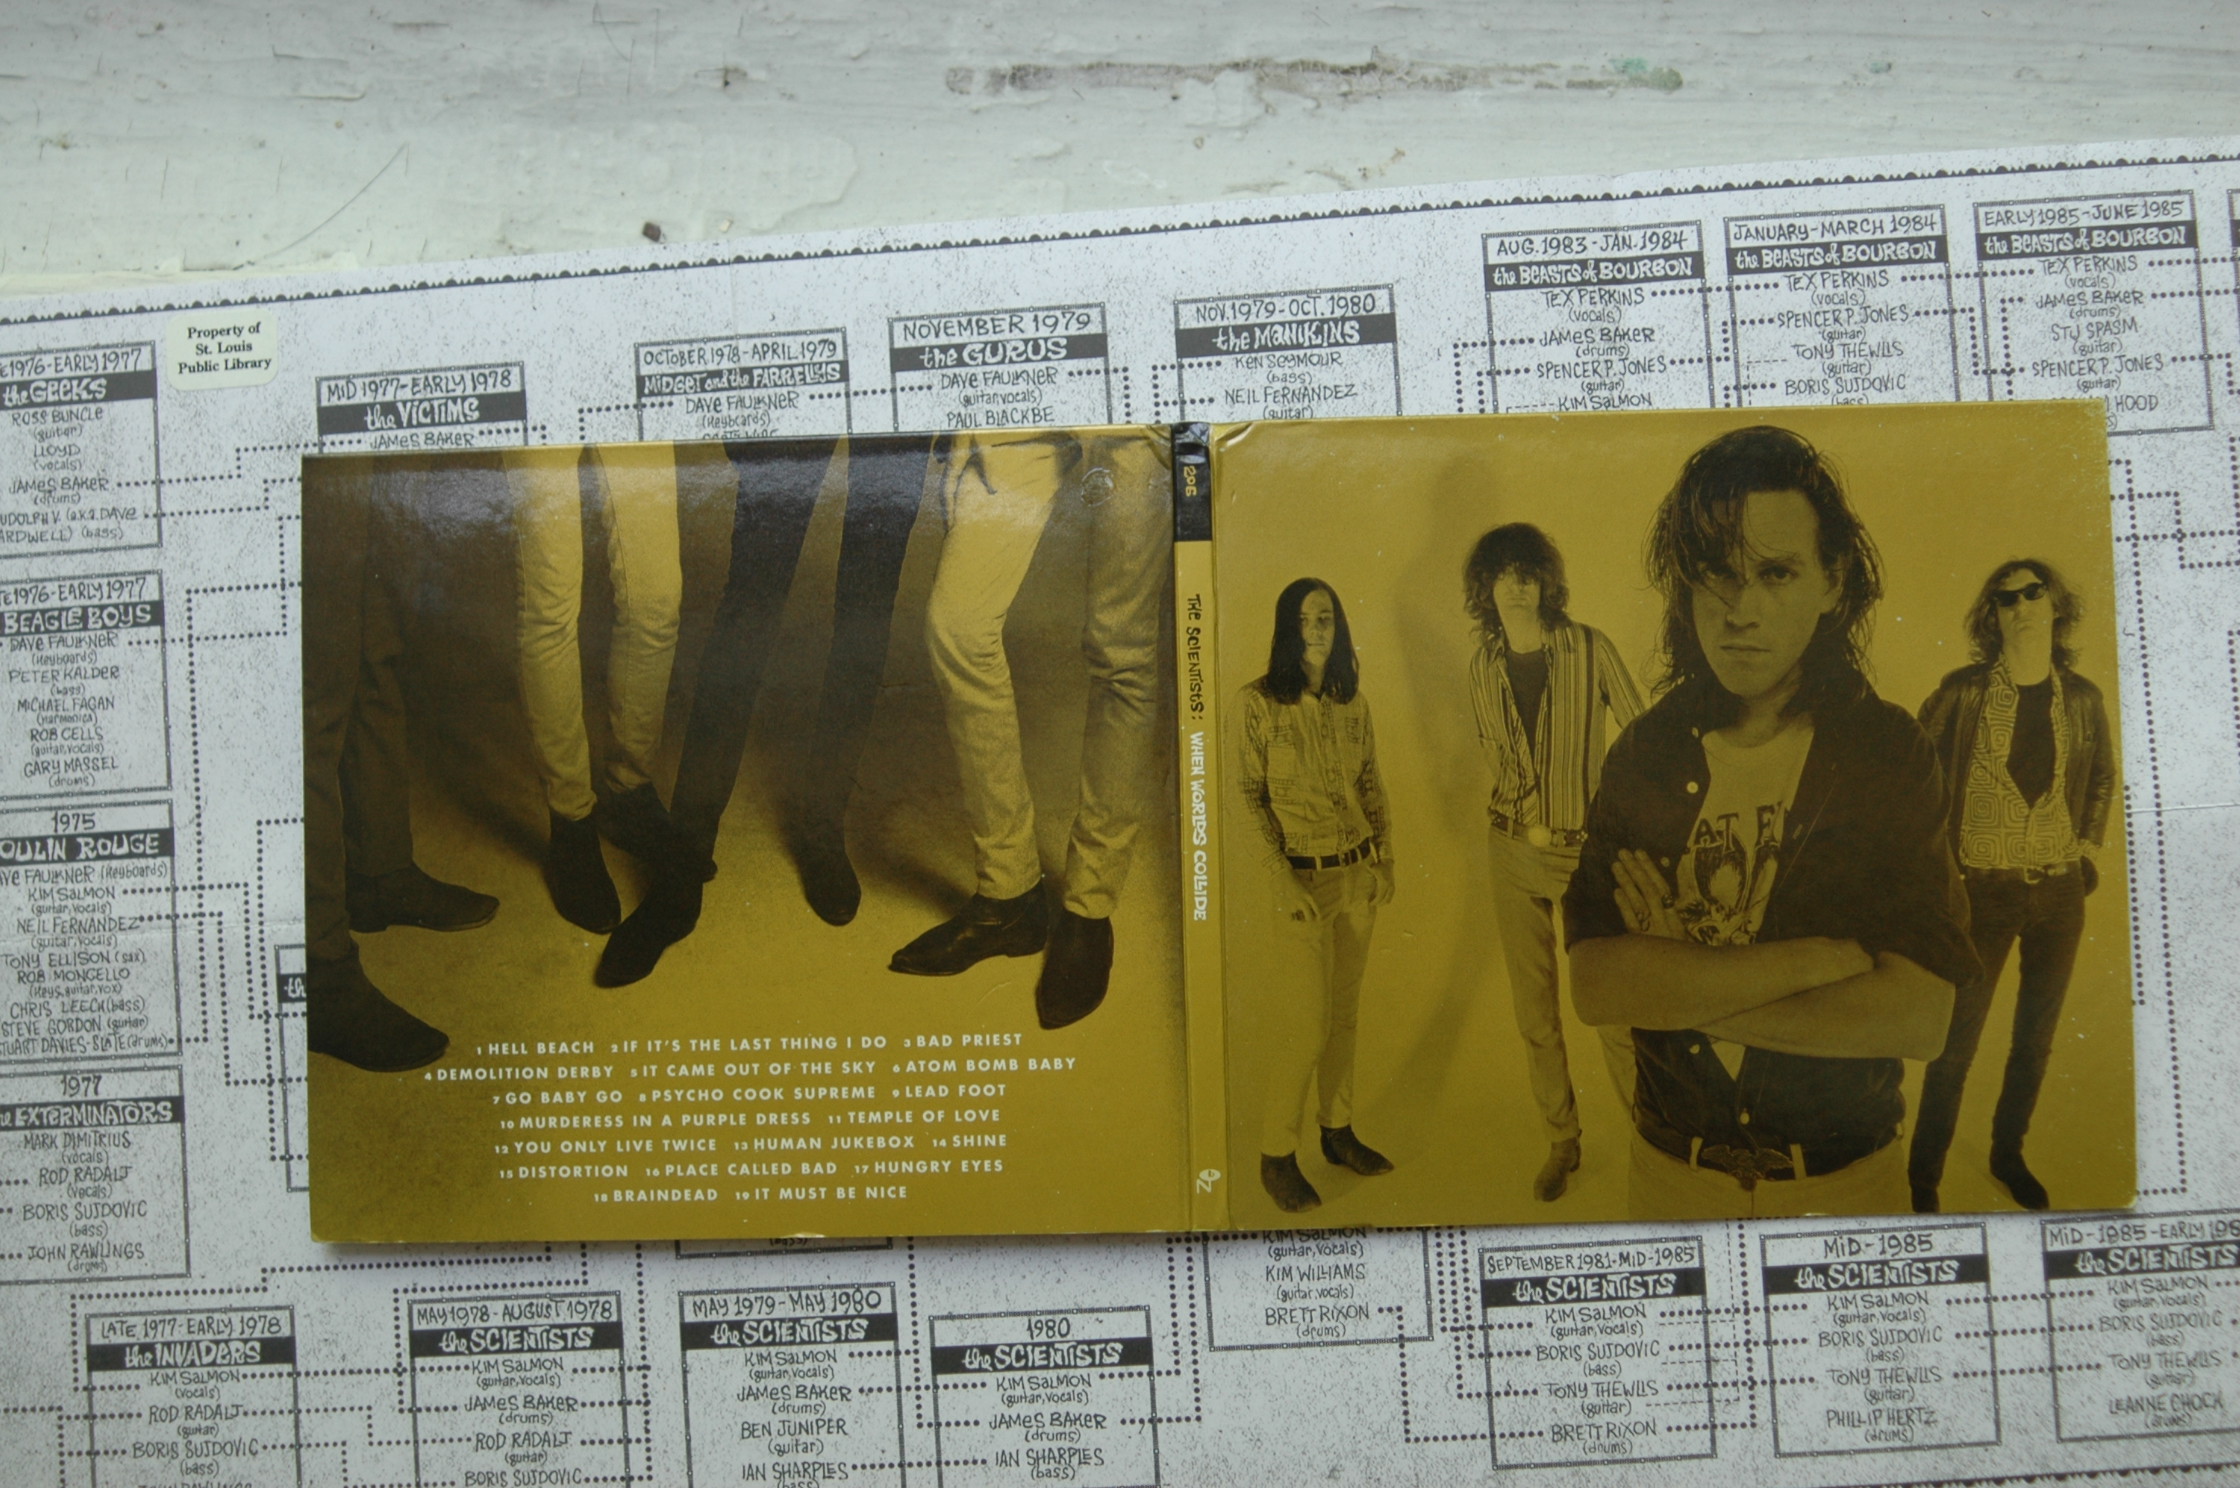 Property of
St. Louis
Public Library
1976-EARLY 1977
the GEEKS
ROSS BUNCLE
(guitar)
LLOYD
(vocals)
JAMES BAKER
(drums)
(a.k.a. DAVE
(bass)
1976-EARLY 1977
BEAGLE BOYS
DAVE FAULKNER
(keyboards)
PETER KALDER
(bass)
MICHAEL FAGAN
(harmonica)
ROB CELLS
(guitar, vocals)
GARY MASSEL
(drums)
1975
ROUGE
FAULKNER (keyboards)
KIM SALMON
(guitar, vocals)
NEIL FERNANDEZ
(guitar, vocals)
TONY ELLISON (sax)
ROB MONCELLO
(keys, guitar, vox)
CHRIS LEECH (bass)
STEVE GORDON (guitar)
DAVIES-SLATE (drums)
1977
EXTERMINATORS
MARK DIMITRIUS
(vocals)
ROD RADALJ
(vocals)
BORIS SUJDOVIC
(bass)
JOHN RAWLINGS
(drums)
MID 1977-EARLY 1978
the VICTIMS
JAMES BAKER
OCTOBER 1978-APRIL 1979
MIDGET and the FARRELLYS
DAVE FAULKNER
(keyboards)
NOVEMBER 1979
the GURUS
DAVE FAULKNER
(guitar, vocals)
PAUL BLACKBE
NOV. 1979-OCT. 1980
the MANIKINS
KEN SEYMOUR
(bass)
NEIL FERNANDEZ
(guitar)
AUG. 1983-JAN. 1984
the BEASTS of BOURBON
TEX PERKINS
(vocals)
JAMES BAKER
(drums)
SPENCER P. JONES
(guitar)
KIM SALMON
JANUARY-MARCH 1984
the BEASTS of BOURBON
TEX PERKINS
(vocals)
SPENCER P. JONES
(guitar)
TONY THEWLIS
(guitar)
BORIS SUJDOVIC
(bass)
EARLY 1985-JUNE 1985
the BEASTS of BOURBON
TEX PERKINS
(vocals)
JAMES BAKER
(drums)
STU SPASM
(guitar)
SPENCER P. JONES
(guitar)
HOOD
206
THE SCIENTISTS: WHEN WORLDS COLLIDE
1 HELL BEACH 2 IF IT'S THE LAST THING I DO 3 BAD PRIEST
4 DEMOLITION DERBY 5 IT CAME OUT OF THE SKY 6 ATOM BOMB BABY
7 GO BABY GO 8 PSYCHO COOK SUPREME 9 LEAD FOOT
10 MURDERESS IN A PURPLE DRESS 11 TEMPLE OF LOVE
12 YOU ONLY LIVE TWICE 13 HUMAN JUKEBOX 14 SHINE
15 DISTORTION 16 PLACE CALLED BAD 17 HUNGRY EYES
18 BRAINDEAD 19 IT MUST BE NICE
LATE 1977-EARLY 1978
the INVADERS
KIM SALMON
(vocals)
ROD RADALJ
(guitar)
BORIS SUJDOVIC
(bass)
MAY 1978-AUGUST 1978
the SCIENTISTS
KIM SALMON
(guitar, vocals)
JAMES BAKER
(drums)
ROD RADALJ
(guitar)
BORIS SUJDOVIC
MAY 1979-MAY 1980
the SCIENTISTS
KIM SALMON
(guitar, vocals)
JAMES BAKER
(drums)
BEN JUNIPER
(guitar)
IAN SHARPLES
(bass)
1980
the SCIENTISTS
KIM SALMON
(guitar, vocals)
JAMES BAKER
(drums)
IAN SHARPLES
(bass)
KIM SALMON
(guitar, vocals)
KIM WILLIAMS
(guitar, vocals)
BRETT RIXON
(drums)
SEPTEMBER 1981-MID-1985
the SCIENTISTS
KIM SALMON
(guitar, vocals)
BORIS SUJDOVIC
(bass)
TONY THEWLIS
(guitar)
BRETT RIXON
(drums)
MID-1985
the SCIENTISTS
KIM SALMON
(guitar, vocals)
BORIS SUJDOVIC
(bass)
TONY THEWLIS
(guitar)
PHILLIP HERTZ
(drums)
MID-1985-EARLY
the SCIENTISTS
KIM SALMON
(guitar, vocals)
BORIS SUJDOVIC
(bass)
TONY THEWLIS
(guitar)
LEANNE CHOCK
(drums)